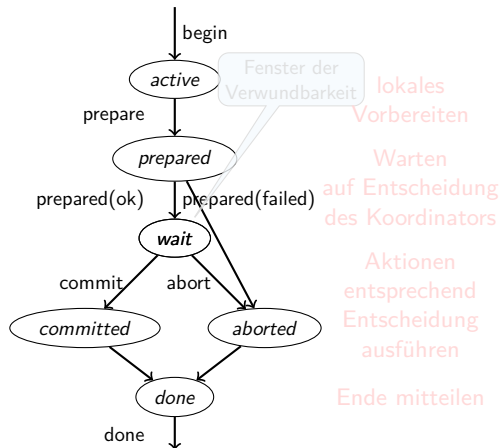 begin
Fenster der
Verwundbarkeit
active
lokales
Vorbereiten
prepare
prepared
Warten
auf Entscheidung
des Koordinators
prepared(ok)
prepared(failed)
wait
Aktionen
entsprechend
Entscheidung
ausführen
commit
abort
committed
aborted
done
Ende mitteilen
done